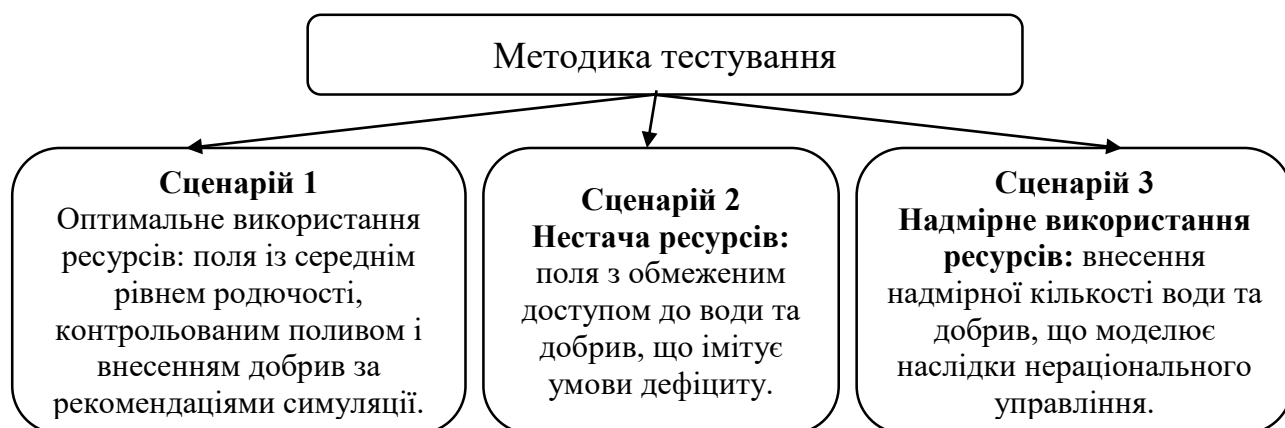 Методика тестування
Сценарій 1
Оптимальне використання
ресурсів: поля із середнім
рівнем родючості,
контрольованим поливом і
внесенням добрив за
рекомендаціями симуляції.
Сценарій 2
Нестача ресурсів:
поля з обмеженим
доступом до води та
добрив, що імітує
умови дефіциту.
Сценарій 3
Надмірне використання
ресурсів: внесення
надмірної кількості води та
добрив, що моделює
наслідки нераціонального
управління.